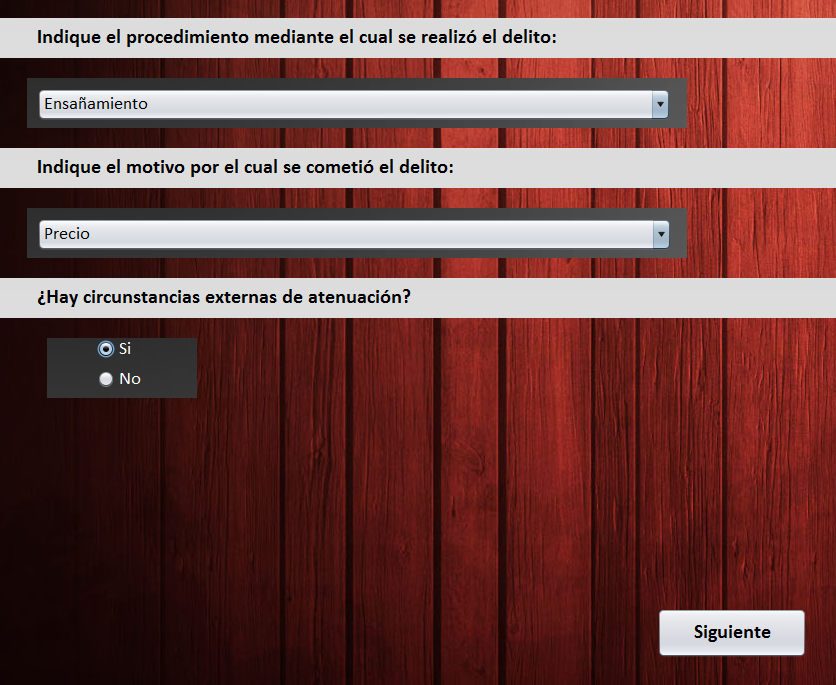 Indique el procedimiento mediante el cual se realizó el delito:
Ensañamiento
Indique el motivo por el cual se cometió el delito:
Precio
¿Hay circunstancias externas de atenuación?
Si
No
Siguiente